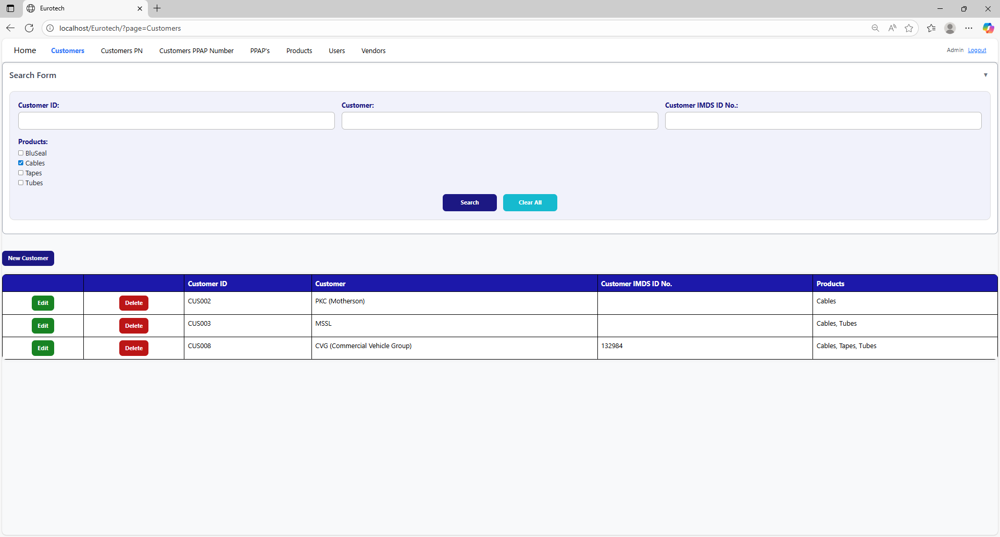 Eurotech
localhost/Eurotech/?page=Customers
Home Customers Customers PN Customers PPAP Number PPAP's Products Users Vendors Admin Logout
Search Form
Customer ID: Customer: Customer IMDS ID No.:
Products:
BluSeal
Cables
Tapes
Tubes
Search Clear All
New Customer
Customer ID Customer Customer IMDS ID No. Products
Edit Delete CUS002 PKC (Motherson) Cables
Edit Delete CUS003 MSSL Cables, Tubes
Edit Delete CUS008 CVG (Commercial Vehicle Group) 132984 Cables, Tapes, Tubes